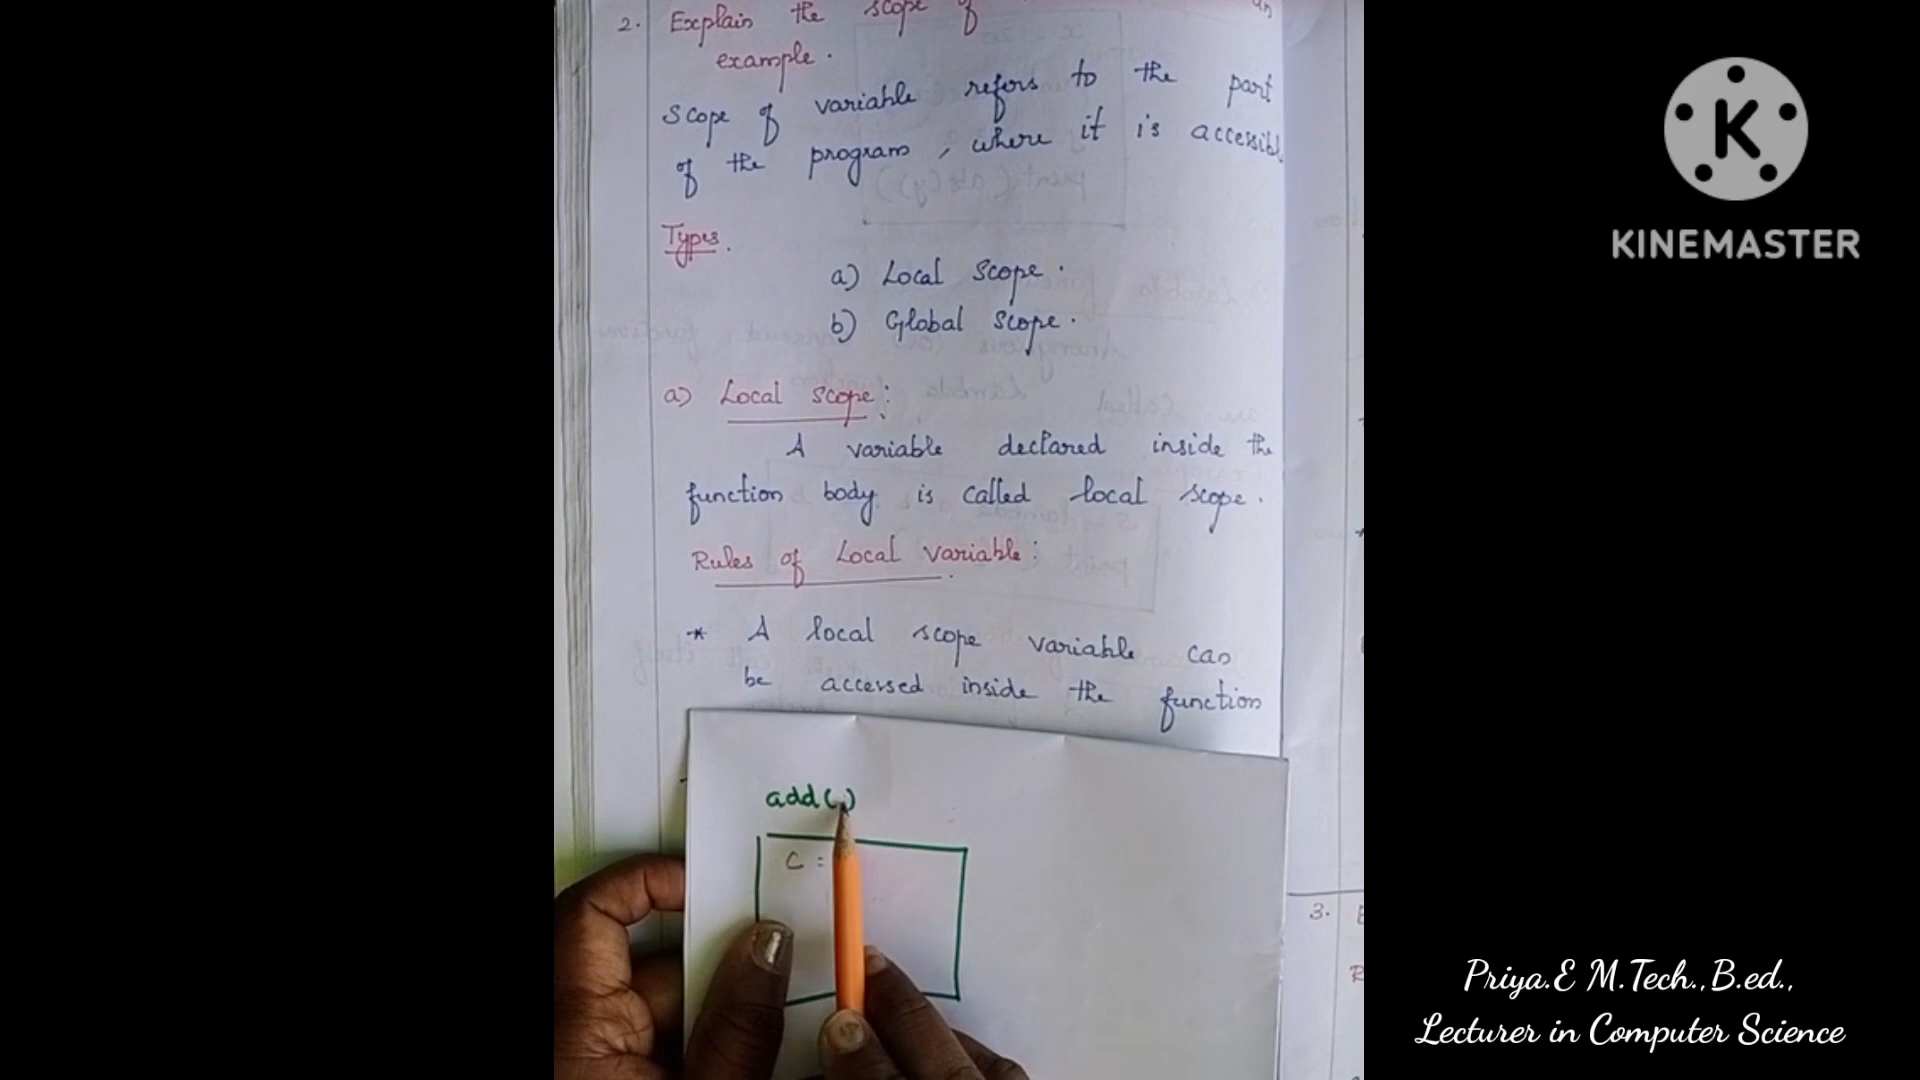 2. Explain the scope of
example.
Scope of variable refers to the part
of the program, where it is accessibl
Types.
a) Local scope.
b) Global scope.
a) Local scope:
A variable declared inside the
function body is called local scope.
Rules of Local variable:
* A local scope variable can
be accessed inside the function
add( )
C =
3.
KINEMASTER
Priya.E M.Tech.,B.ed.,
Lecturer in Computer Science